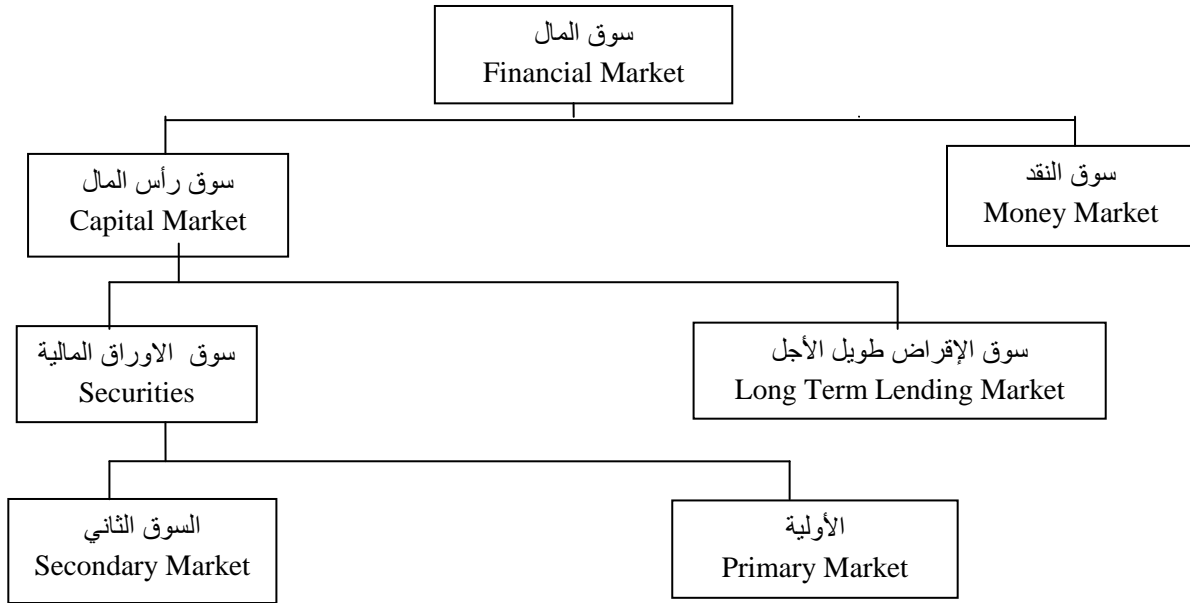 سوق المال
Financial Market
سوق النقد
Money Market
سوق رأس المال
Capital Market
سوق الإقراض طويل الأجل
Long Term Lending Market
سوق الاوراق المالية
Securities
الأولية
Primary Market
السوق الثاني
Secondary Market